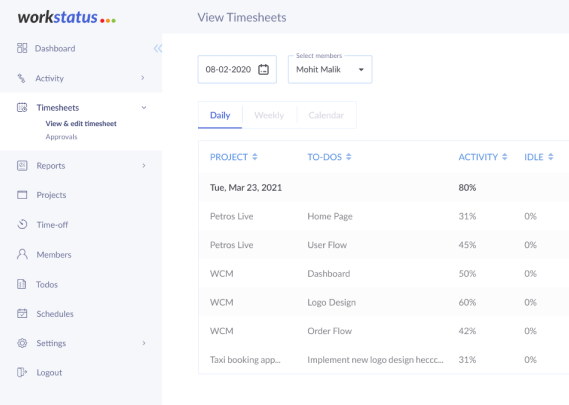 workstatus
View Timesheets
Dashboard
Activity
Timesheets
View & edit timesheet
Approvals
Reports
Projects
Time-off
Members
Todos
Schedules
Settings
Logout
08-02-2020
Select members
Mohit Malik
Daily Weekly Calendar
PROJECT TO-DOS ACTIVITY IDLE
Tue, Mar 23, 2021 80%
Petros Live Home Page 31% 0%
Petros Live User Flow 45% 0%
WCM Dashboard 50% 0%
WCM Logo Design 60% 0%
WCM Order Flow 42% 0%
Taxi booking app... Implement new logo design heccc... 31% 0%